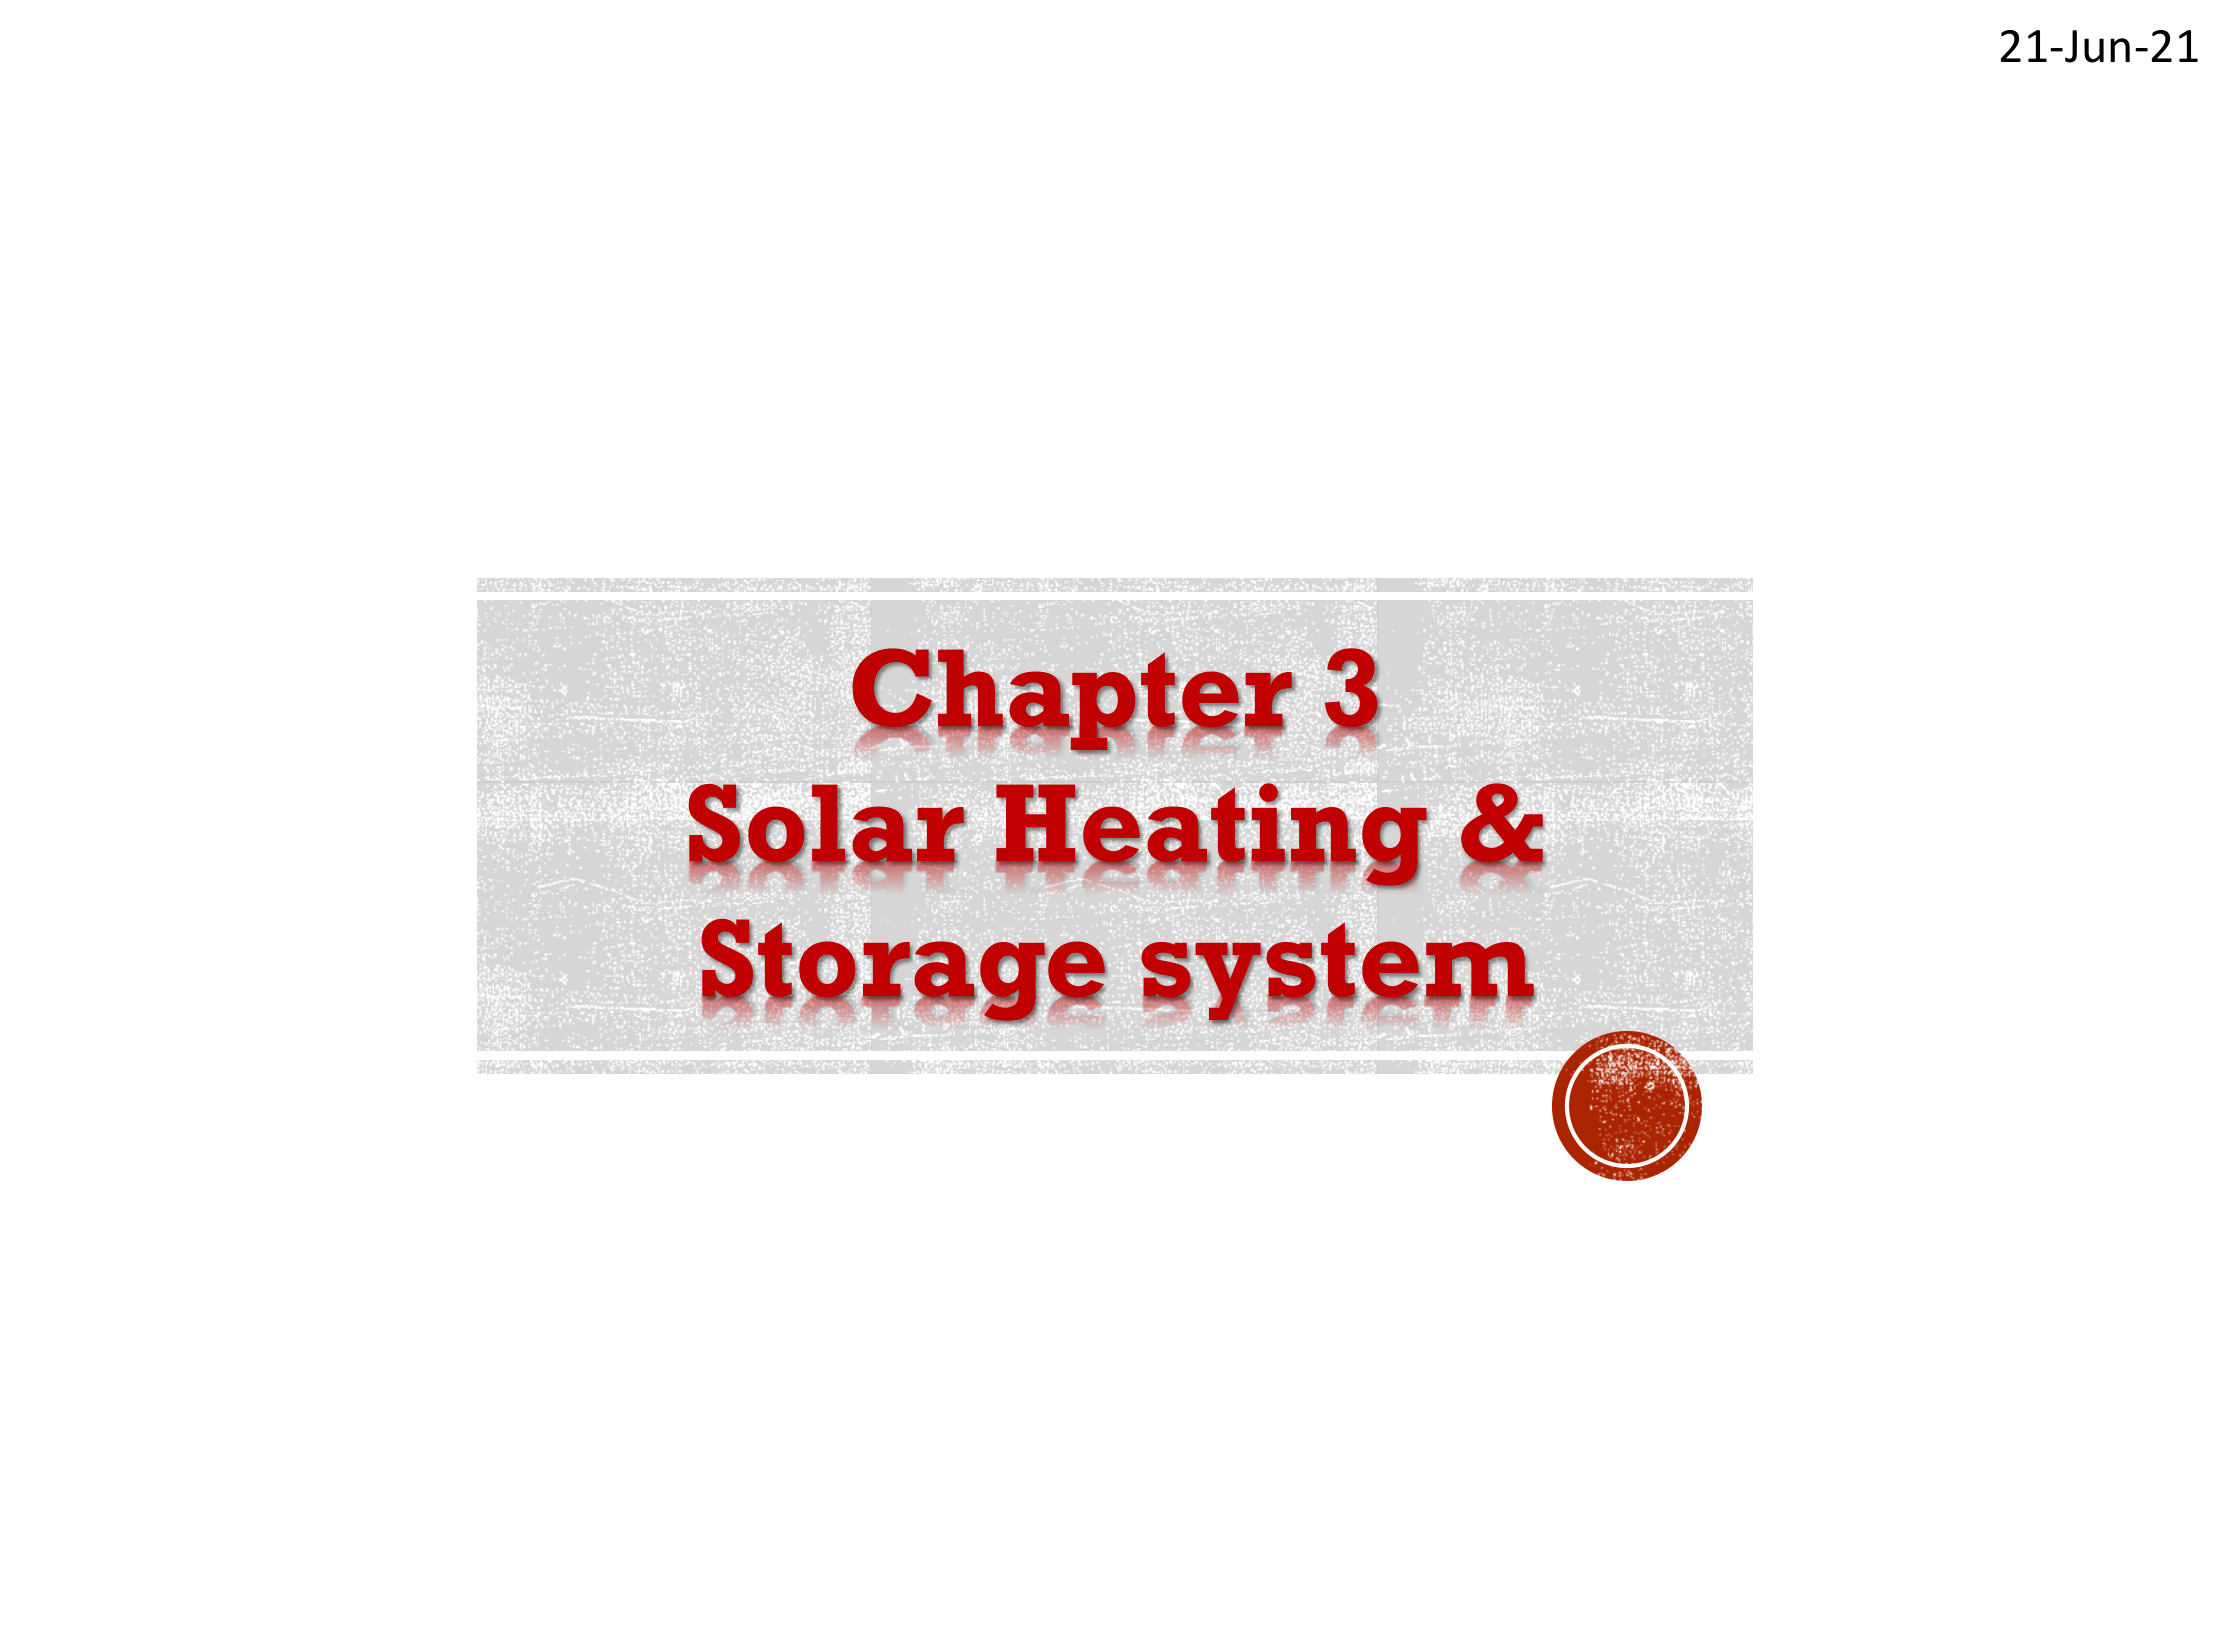 21-Jun-21
Chapter 3
Solar Heating &
Storage system